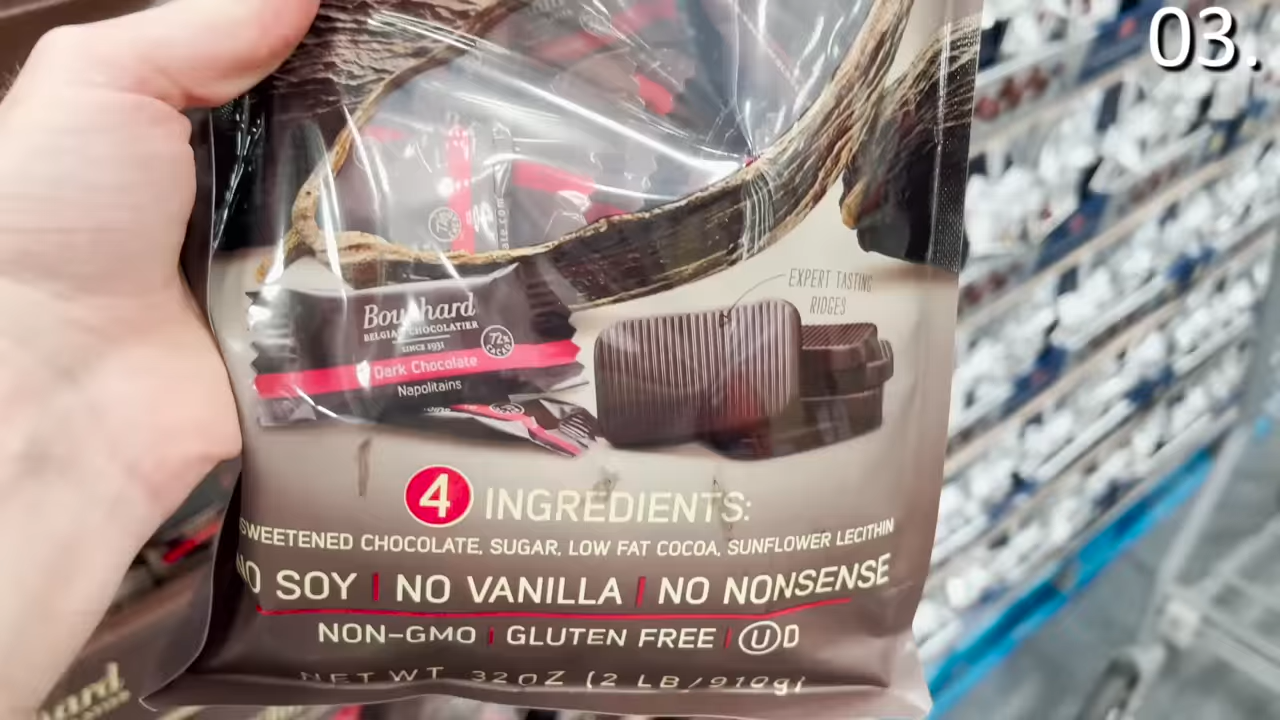 03.
EXPERT TASTING
RIDGES
Bouchard
BELGIAN CHOCOLATIER
SINCE 1931
72% CACAO
Dark Chocolate
Napolitains
4 INGREDIENTS:
SWEETENED CHOCOLATE, SUGAR, LOW FAT COCOA, SUNFLOWER LECITHIN
NO SOY | NO VANILLA | NO NONSENSE
NON-GMO | GLUTEN FREE | UD
NET WT. 32OZ (2 LB/910g)